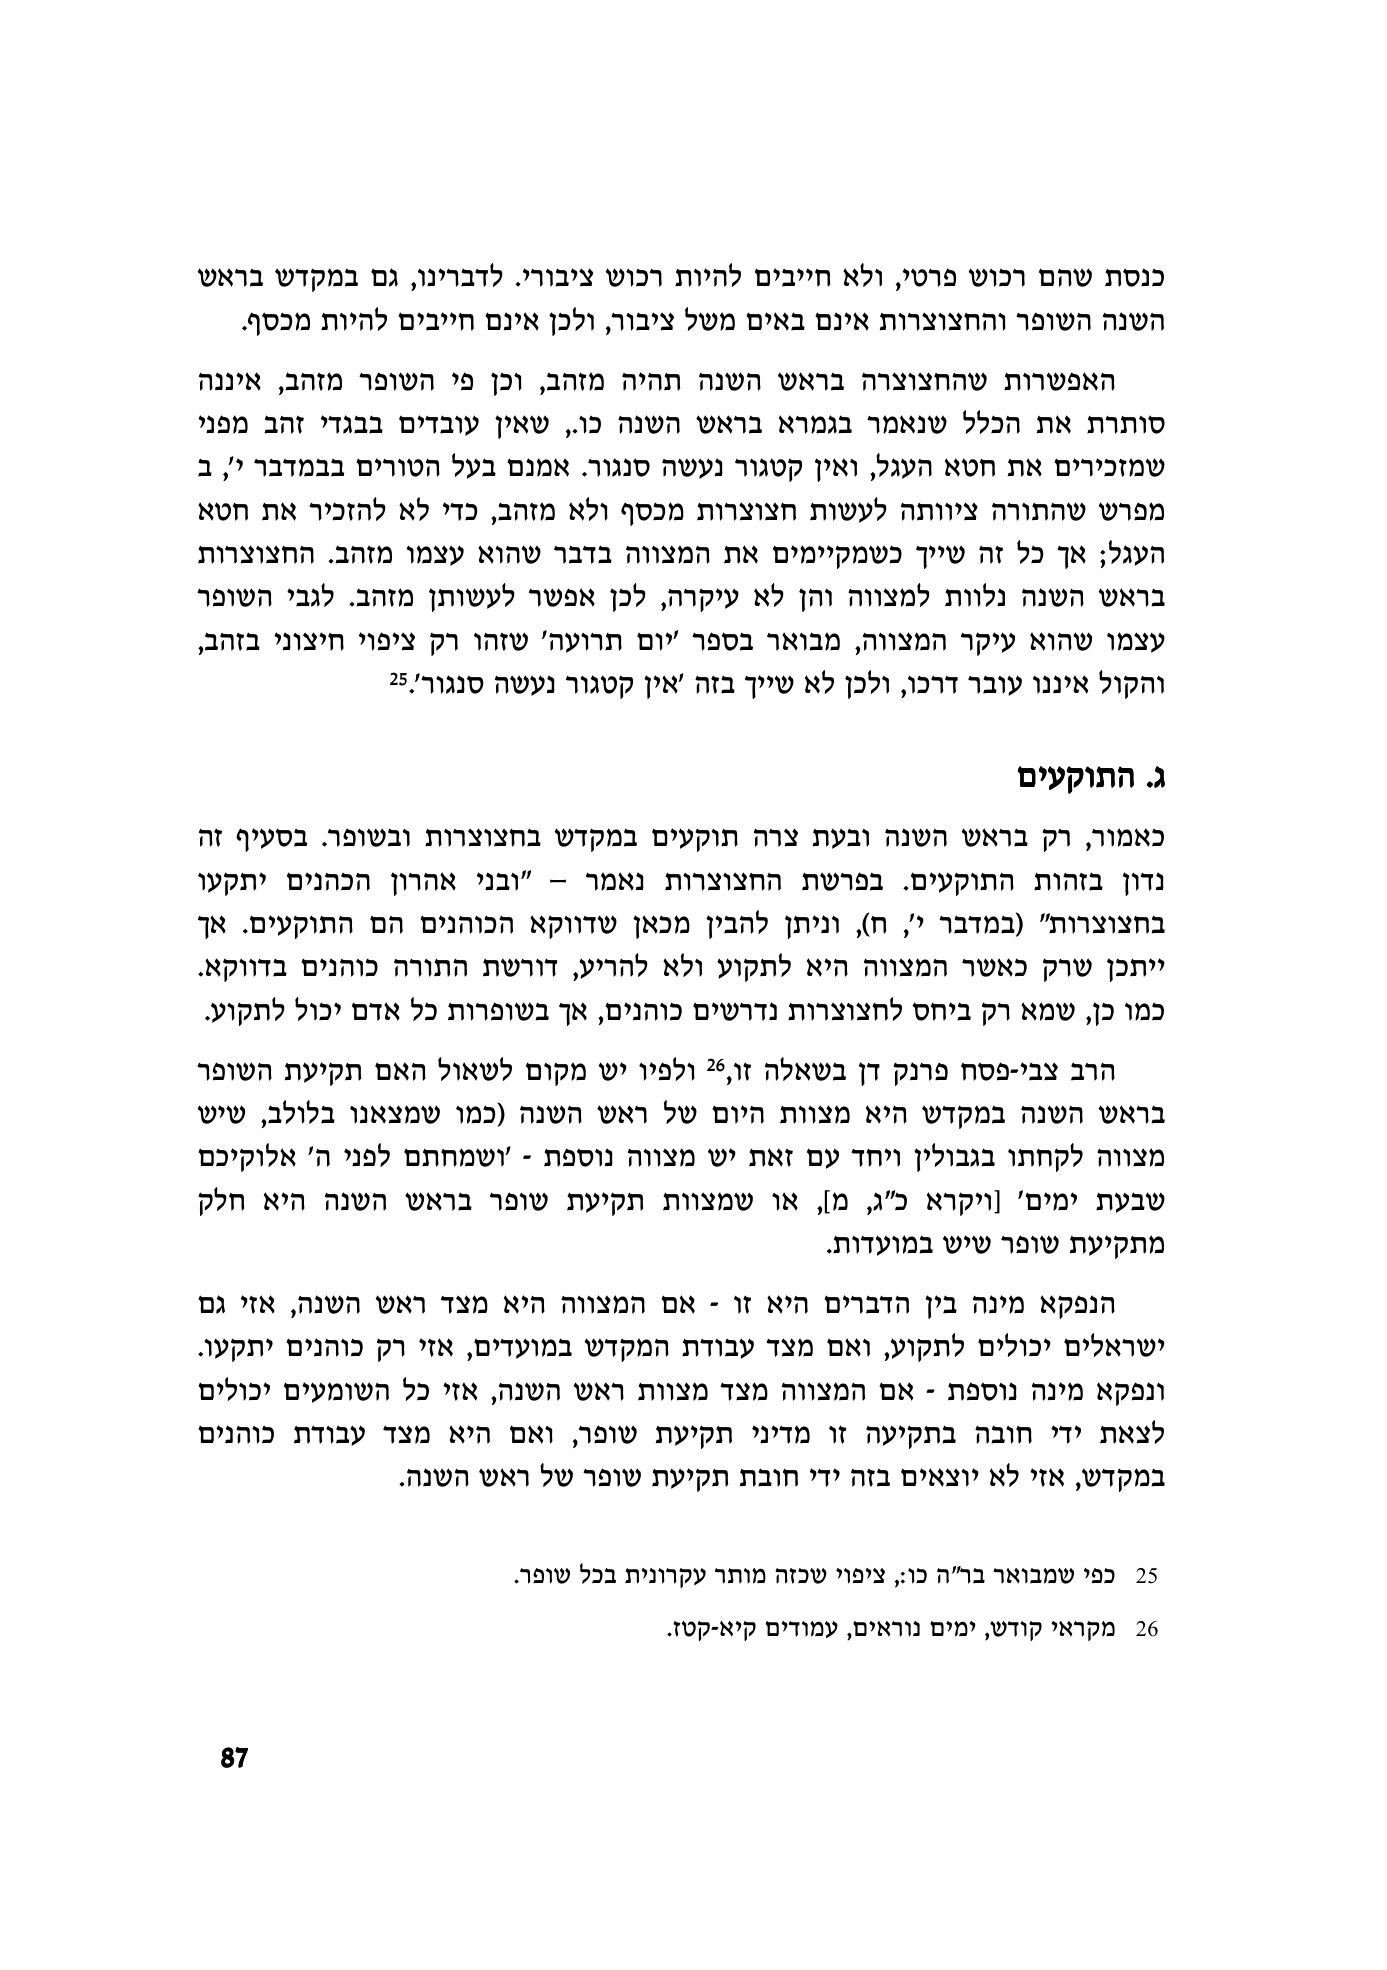 כנסת שהם רכוש פרטי, ולא חייבים להיות רכוש ציבורי. לדברינו, גם במקדש בראש
השנה השופר והחצוצרות אינם באים משל ציבור, ולכן אינם חייבים להיות מכסף.
האפשרות שהחצוצרה בראש השנה תהיה מזהב, וכן פי השופר מזהב, איננה
סותרת את הכלל שנאמר בגמרא בראש השנה כו., שאין עובדים בבגדי זהב מפני
שמזכירים את חטא העגל, ואין קטגור נעשה סנגור. אמנם בעל הטורים בבמדבר י', ב
מפרש שהתורה ציוותה לעשות חצוצרות מכסף ולא מזהב, כדי לא להזכיר את חטא
העגל; אך כל זה שייך כשמקיימים את המצווה בדבר שהוא עצמו מזהב. החצוצרות
בראש השנה נלוות למצווה והן לא עיקרה, לכן אפשר לעשותן מזהב. לגבי השופר
עצמו שהוא עיקר המצווה, מבואר בספר 'יום תרועה' שזהו רק ציפוי חיצוני בזהב,
והקול איננו עובר דרכו, ולכן לא שייך בזה 'אין קטגור נעשה סנגור'.25
ג. התוקעים
כאמור, רק בראש השנה ובעת צרה תוקעים במקדש בחצוצרות ובשופר. בסעיף זה
נדון בזהות התוקעים. בפרשת החצוצרות נאמר – "ובני אהרון הכהנים יתקעו
בחצוצרות" (במדבר י', ח), וניתן להבין מכאן שדווקא הכוהנים הם התוקעים. אך
ייתכן שרק כאשר המצווה היא לתקוע ולא להריע, דורשת התורה כוהנים בדווקא.
כמו כן, שמא רק ביחס לחצוצרות נדרשים כוהנים, אך בשופרות כל אדם יכול לתקוע.
הרב צבי-פסח פרנק דן בשאלה זו,26 ולפיו יש מקום לשאול האם תקיעת השופר
בראש השנה במקדש היא מצוות היום של ראש השנה (כמו שמצאנו בלולב, שיש
מצווה לקחתו בגבולין ויחד עם זאת יש מצווה נוספת - 'ושמחתם לפני ה' אלוקיכם
שבעת ימים' [ויקרא כ"ג, מ], או שמצוות תקיעת שופר בראש השנה היא חלק
מתקיעת שופר שיש במועדות.
הנפקא מינה בין הדברים היא זו - אם המצווה היא מצד ראש השנה, אזי גם
ישראלים יכולים לתקוע, ואם מצד עבודת המקדש במועדים, אזי רק כוהנים יתקעו.
ונפקא מינה נוספת - אם המצווה מצד מצוות ראש השנה, אזי כל השומעים יכולים
לצאת ידי חובה בתקיעה זו מדיני תקיעת שופר, ואם היא מצד עבודת כוהנים
במקדש, אזי לא יוצאים בזה ידי חובת תקיעת שופר של ראש השנה.
25 כפי שמבואר בר"ה כו:, ציפוי שכזה מותר עקרונית בכל שופר.
26 מקראי קודש, ימים נוראים, עמודים קיא-קטז.
87